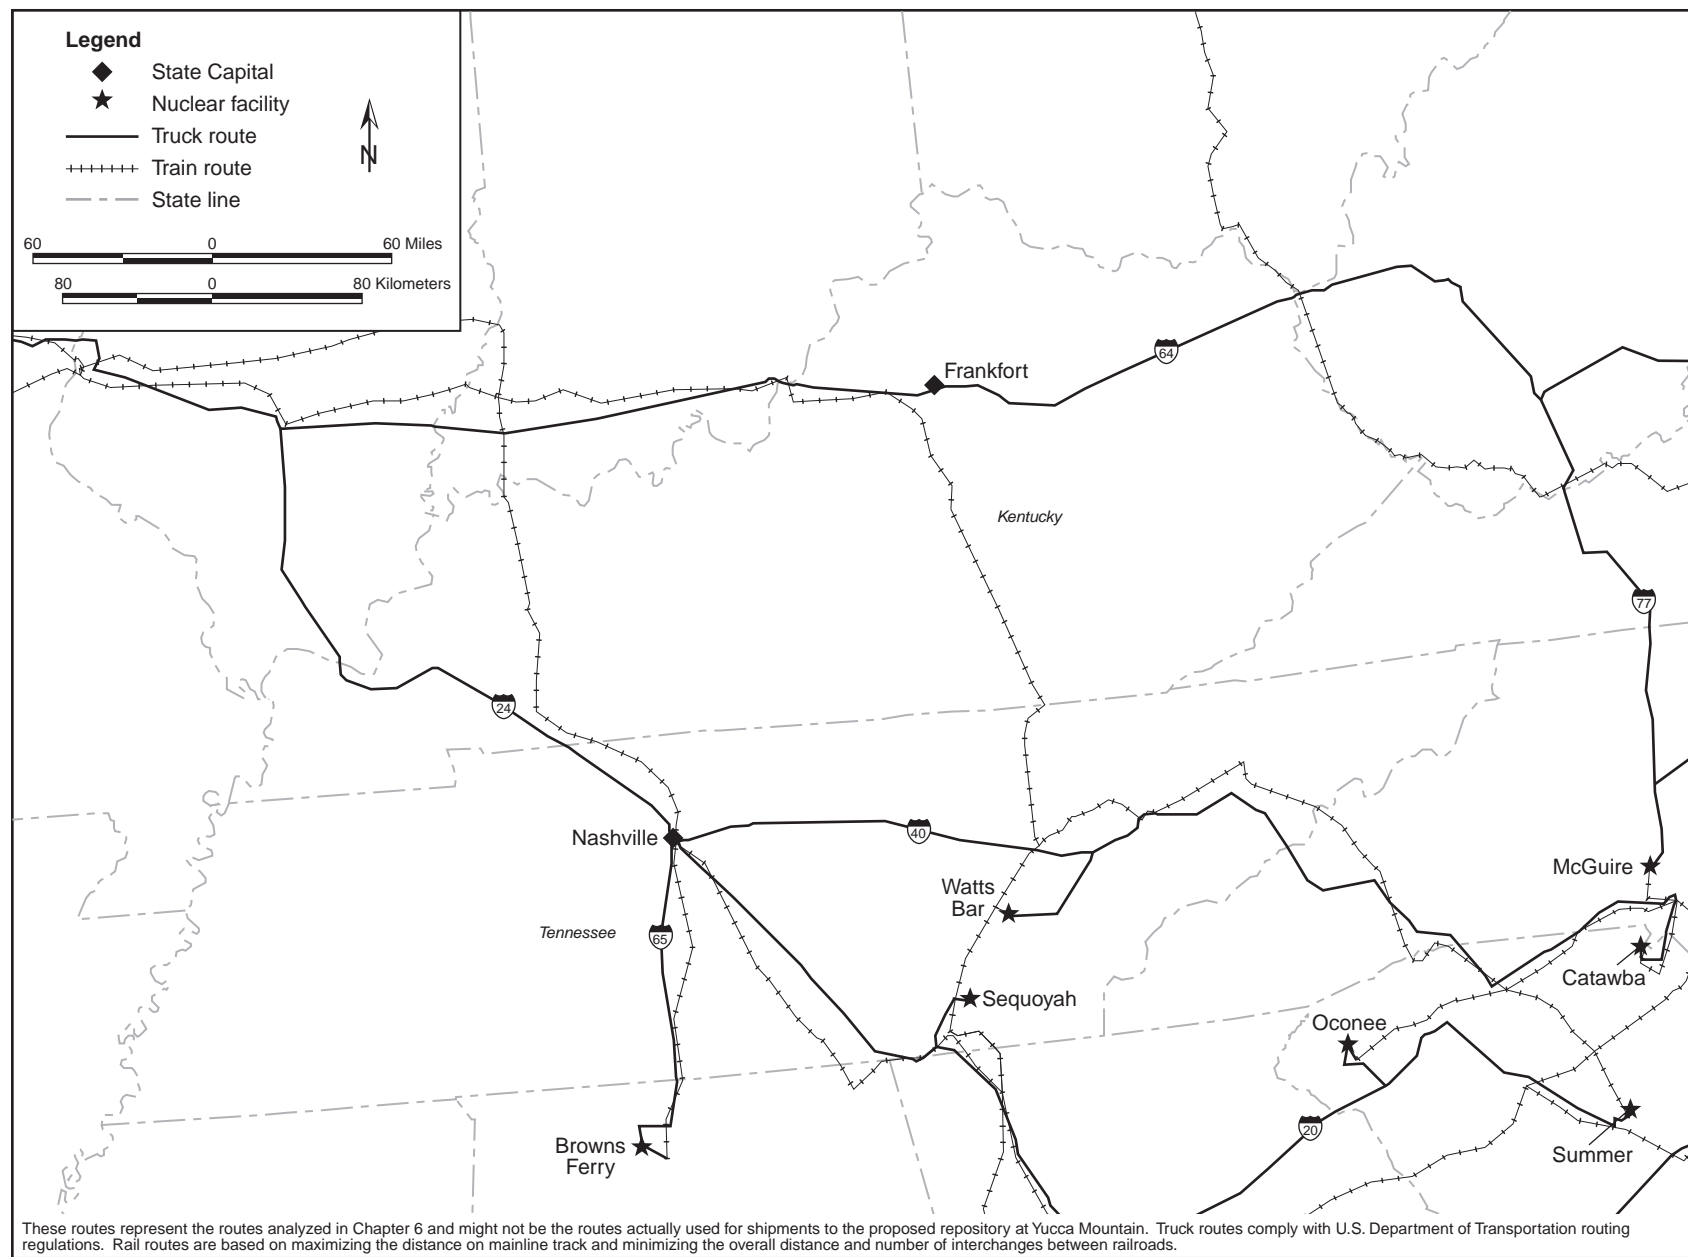 Legend
State Capital
Nuclear facility
Truck route
Train route
State line
N
60 0 60 Miles
80 0 80 Kilometers
64
Frankfort
Kentucky
77
24
Nashville
40
McGuire
Watts
Bar
Tennessee
65
Catawba
Sequoyah
Oconee
20
Browns
Ferry
Summer
These routes represent the routes analyzed in Chapter 6 and might not be the routes actually used for shipments to the proposed repository at Yucca Mountain. Truck routes comply with U.S. Department of Transportation routing
regulations. Rail routes are based on maximizing the distance on mainline track and minimizing the overall distance and number of interchanges between railroads.